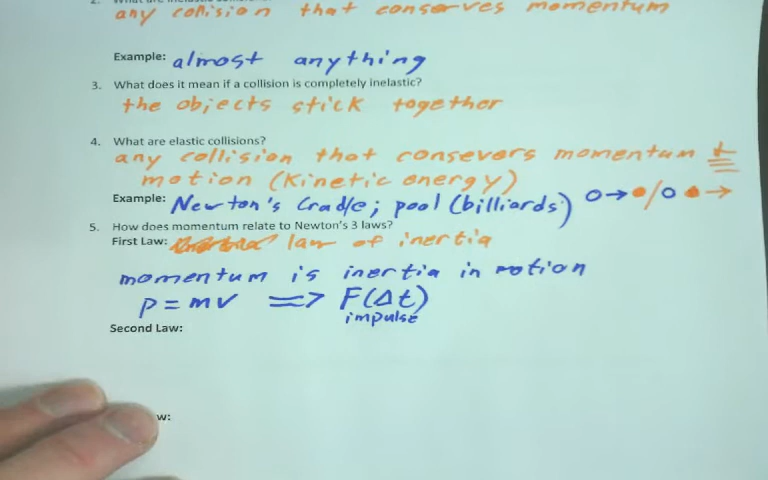 any collision that conserves momentum
Example: almost anything
3. What does it mean if a collision is completely inelastic?
the objects stick together
4. What are elastic collisions?
any collision that consevers momentum +
motion (kinetic energy)
Example: Newton's Cradle; pool (billiards)
5. How does momentum relate to Newton's 3 laws?
First Law: law of inertia
momentum is inertia in motion
p = mv => F(Δt)
impulse
Second Law:
w: